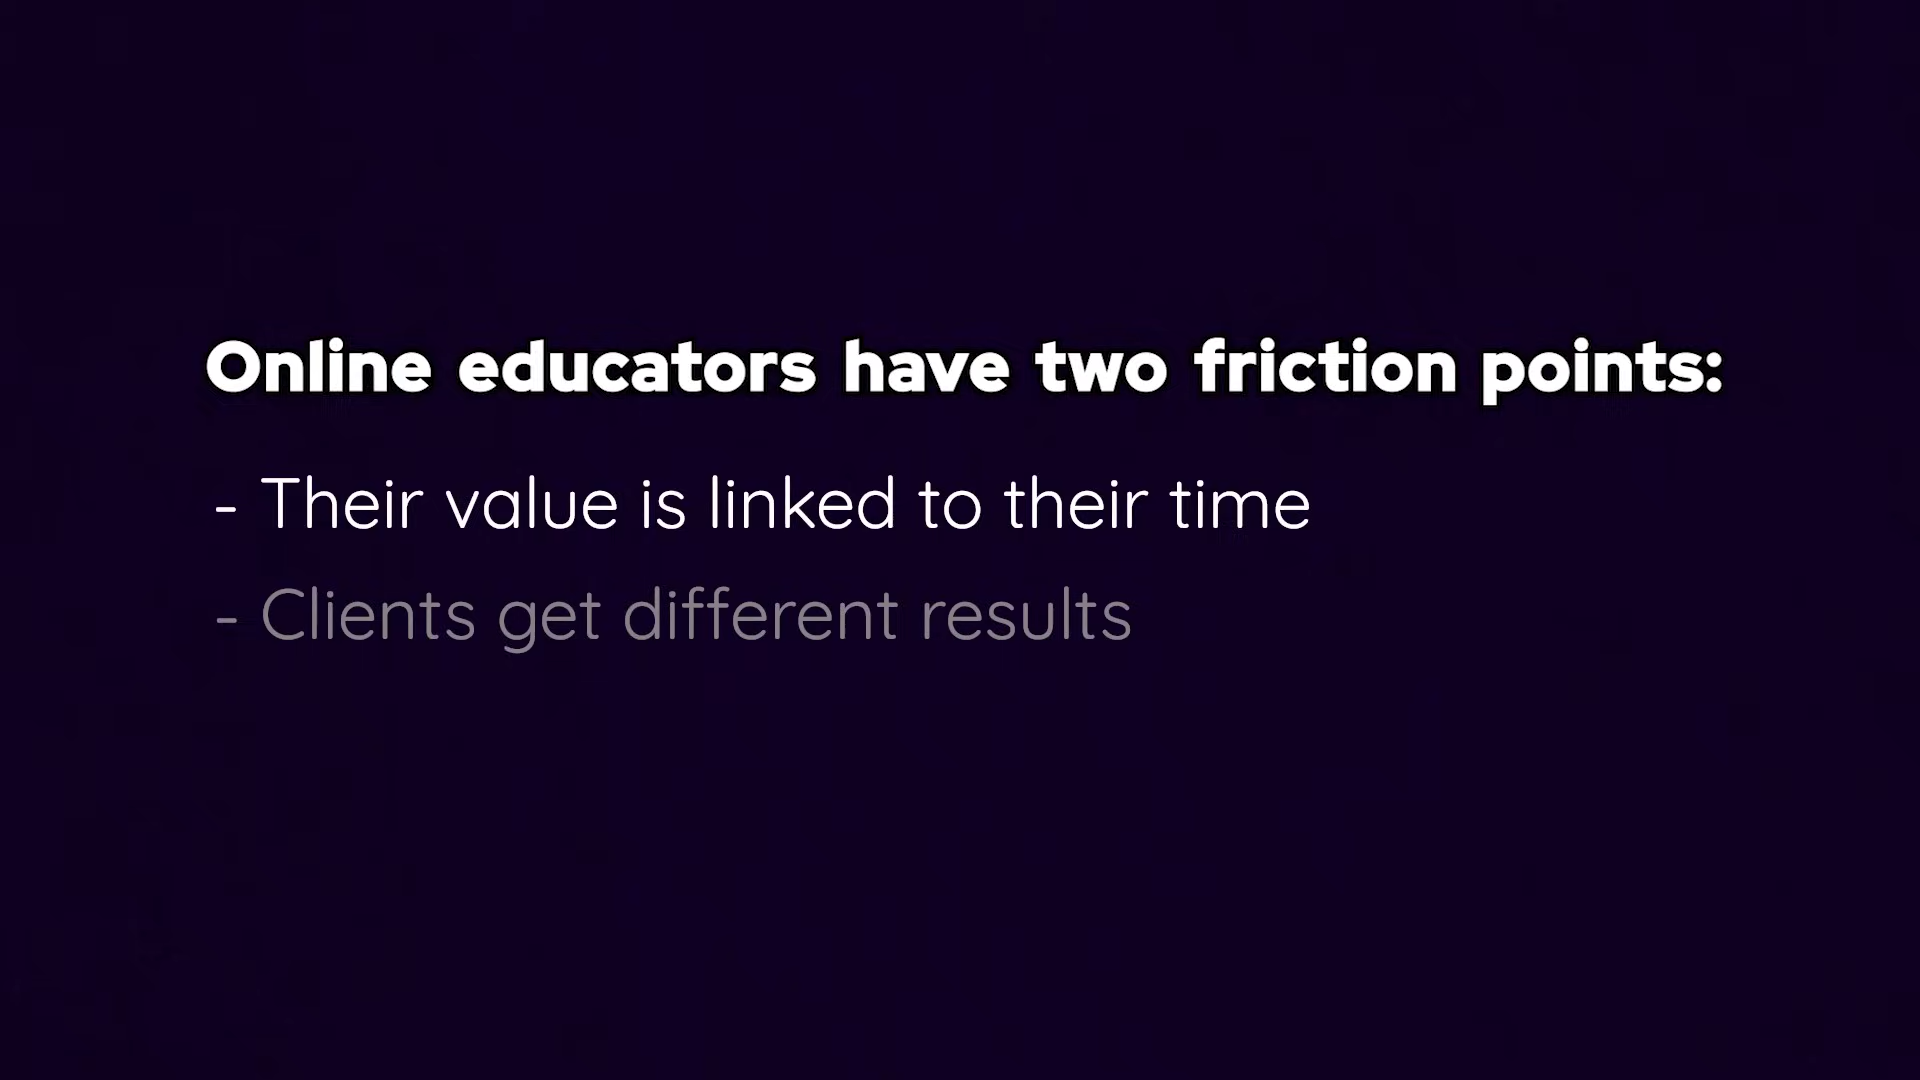 Online educators have two friction points:
- Their value is linked to their time
- Clients get different results